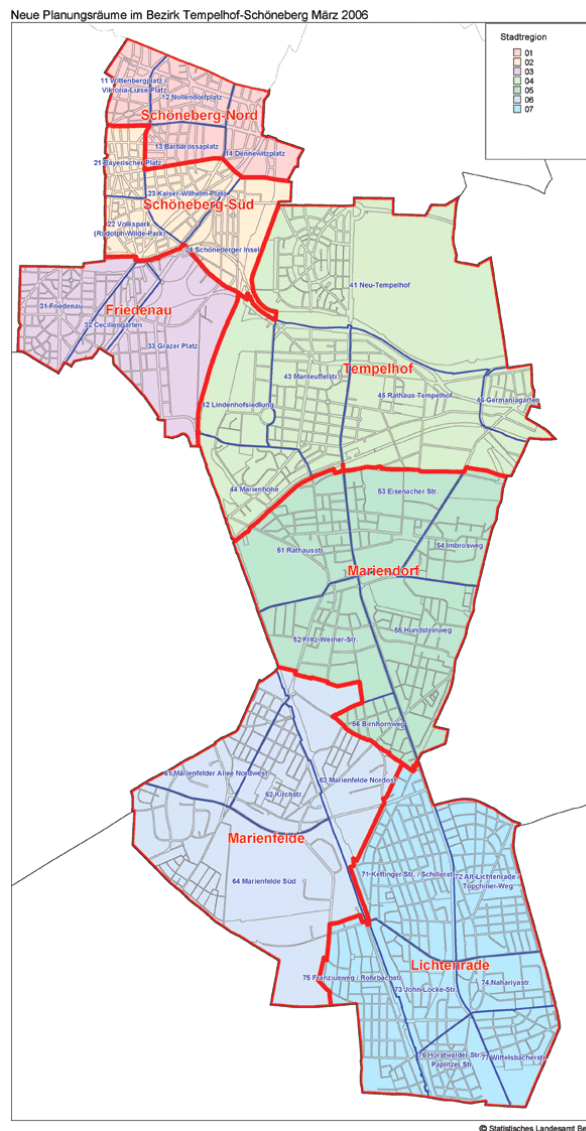 Neue Planungsräume im Bezirk Tempelhof-Schöneberg März 2006
Stadtregion
01
02
03
04
05
06
07
11 Wittenbergplatz /
Viktoria-Luise-Platz
12 Nollendorfplatz
Schöneberg-Nord
13 Barbarossaplatz
14 Dennewitzplatz
21 Bayerischer Platz
23 Kaiser-Wilhelm-Platz
Schöneberg-Süd
22 Volkspark
(Rudolph-Wilde-Park)
24 Schöneberger Insel
41 Neu-Tempelhof
31 Friedenau
Friedenau
32 Ceciliengärten
33 Grazer Platz
Tempelhof
43 Manteuffelstr.
45 Rathaus-Tempelhof
46 Germaniagarten
42 Lindenhofsiedlung
44 Marienhöhe
53 Eisenacher Str.
51 Rathausstr.
54 Imbrosweg
Mariendorf
52 Fritz-Werner-Str.
55 Hundsteinweg
56 Birnhornweg
61 Marienfelder Allee Nordwest
63 Marienfelde Nordost
62 Kirchstr.
Marienfelde
64 Marienfelde Süd
71 Kettinger Str. / Schillerstr.
72 Alt-Lichtenrade /
Töpchiner-Weg
Lichtenrade
75 Franziusweg / Rohrbachstr.
73 John-Locke-Str.
74 Nahariyastr.
76 Horstwalder Str.
Paplitzer Str.
77 Wittelsbacherstr.
© Statistisches Landesamt Be